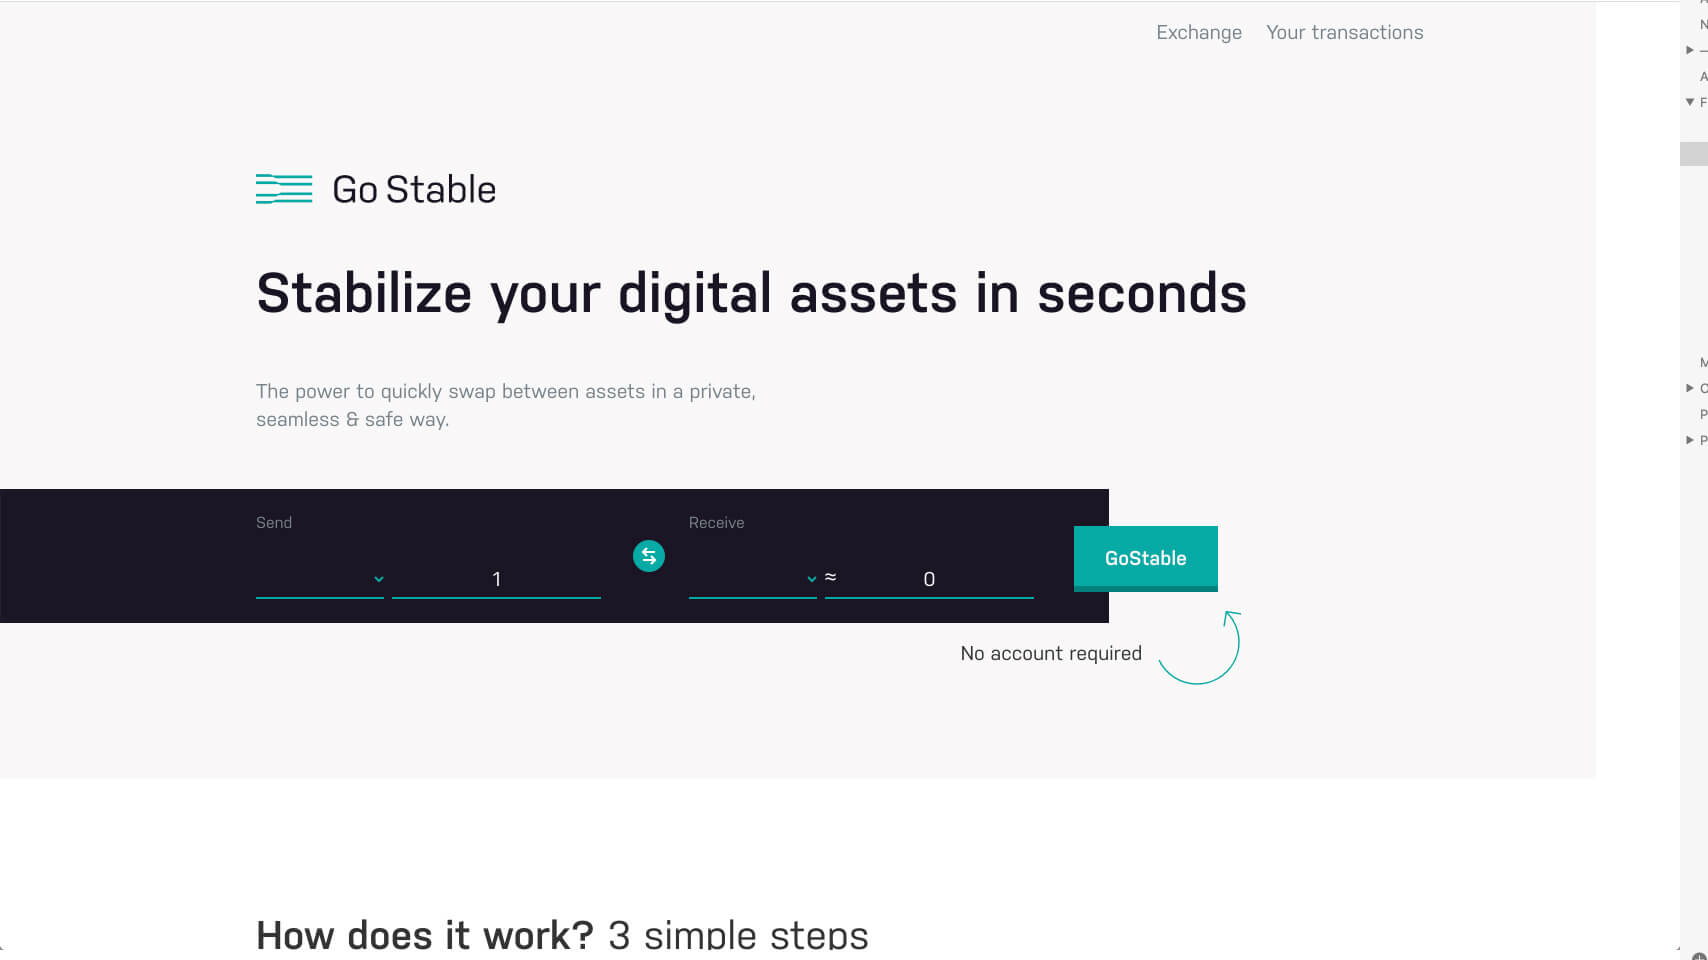 Exchange Your transactions
Go Stable
Stabilize your digital assets in seconds
The power to quickly swap between assets in a private,
seamless & safe way.
Send
Receive
1
≈ 0
GoStable
No account required
How does it work? 3 simple steps